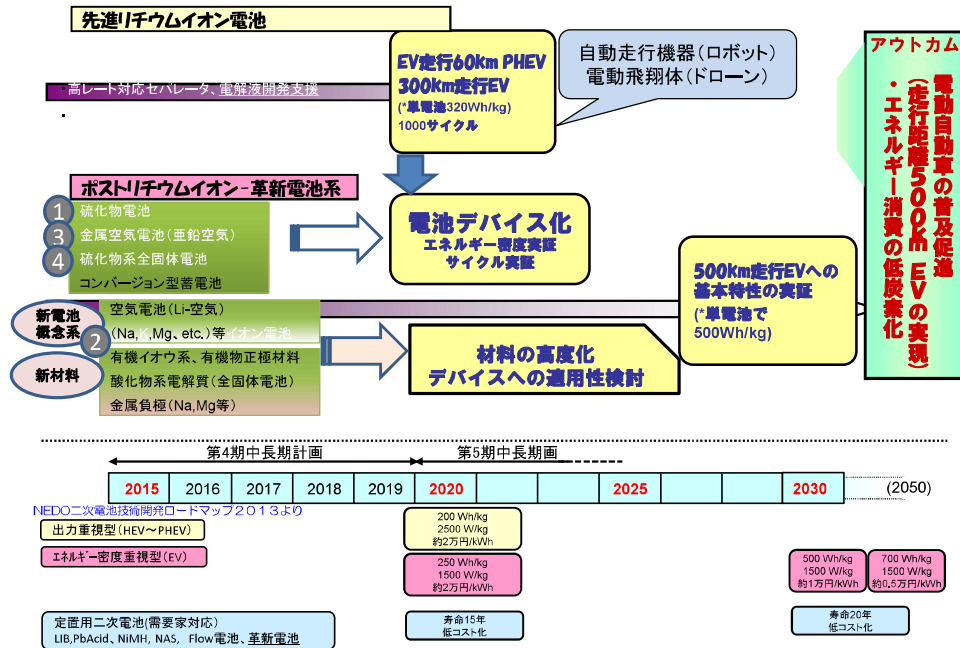 先進リチウムイオン電池
EV走行60km PHEV
300km走行EV
(*単電池320Wh/kg)
1000サイクル
自動走行機器(ロボット)
電動飛翔体(ドローン)
・高レート対応セパレータ、電解液開発支援
・
アウトカム
電動自動車の普及促進
(走行距離500km EVの実現)
・エネルギー消費の低炭素化
ポストリチウムイオン-革新電池系
1 硫化物電池
3 金属空気電池(亜鉛空気)
4 硫化物系全固体電池
コンバージョン型蓄電池
電池デバイス化
エネルギー密度実証
サイクル実証
500km走行EVへの
基本特性の実証
(*単電池で
500Wh/kg)
新電池
概念系
2
空気電池(Li-空気)
(Na,K,Mg、etc.)等イオン電池
新材料
有機イオウ系、有機物正極材料
酸化物系電解質(全固体電池)
金属負極(Na,Mg等)
材料の高度化
デバイスへの適用性検討
第4期中長期計画
第5期中長期画
2015 2016 2017 2018 2019 2020 2025 2030 (2050)
NEDO二次電池技術開発ロードマップ2013より
出力重視型(HEV～PHEV)
200 Wh/kg
2500 W/kg
約2万円/kWh
エネルギー密度重視型(EV)
250 Wh/kg
1500 W/kg
約2万円/kWh
500 Wh/kg
1500 W/kg
約1万円/kWh
700 Wh/kg
1500 W/kg
約0.5万円/kWh
定置用二次電池(需要家対応)
LIB,PbAcid、NiMH, NAS, Flow電池、革新電池
寿命15年
低コスト化
寿命20年
低コスト化